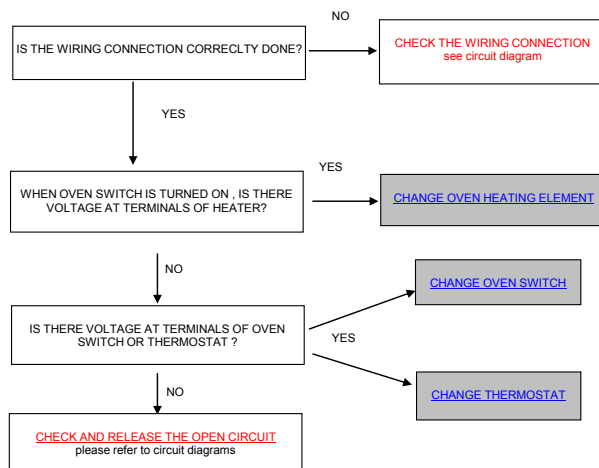 NO
IS THE WIRING CONNECTION CORRECLTY DONE?
CHECK THE WIRING CONNECTION
see circuit diagram
YES
YES
WHEN OVEN SWITCH IS TURNED ON , IS THERE
VOLTAGE AT TERMINALS OF HEATER?
CHANGE OVEN HEATING ELEMENT
NO
CHANGE OVEN SWITCH
IS THERE VOLTAGE AT TERMINALS OF OVEN
SWITCH OR THERMOSTAT ?
YES
CHANGE THERMOSTAT
NO
CHECK AND RELEASE THE OPEN CIRCUIT
please refer to circuit diagrams